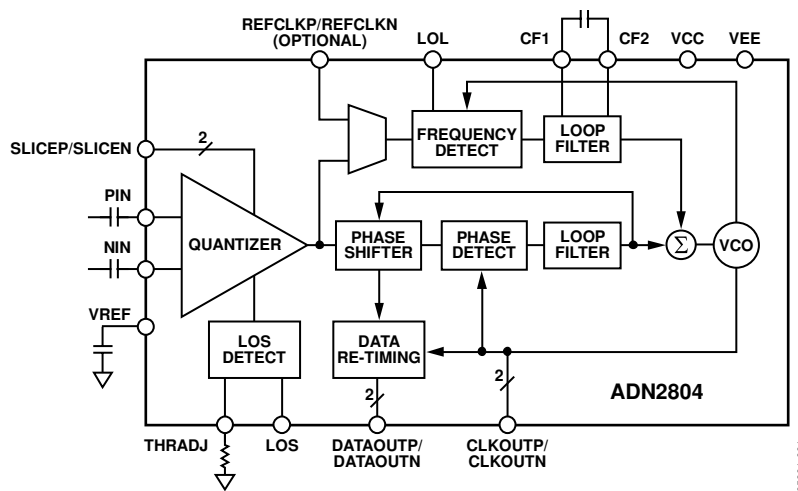 REFCLKP/REFCLKN
(OPTIONAL)
LOL
CF1
CF2
VCC
VEE
SLICEP/SLICEN
2
FREQUENCY
DETECT
LOOP
FILTER
PIN
NIN
QUANTIZER
PHASE
SHIFTER
PHASE
DETECT
LOOP
FILTER
Σ
VCO
VREF
LOS
DETECT
DATA
RE-TIMING
2
2
ADN2804
THRADJ
LOS
DATAOUTP/
DATAOUTN
CLKOUTP/
CLKOUTN